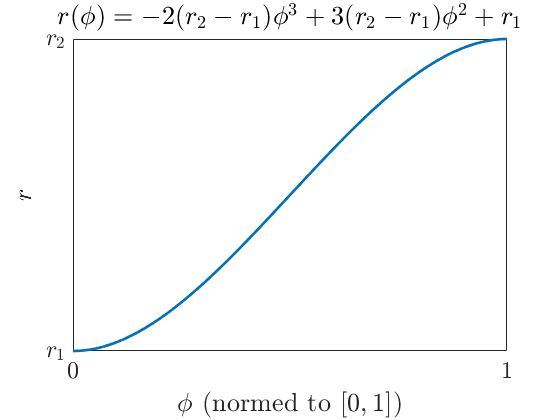 r(ϕ) = −2(r₂ − r₁)ϕ³ + 3(r₂ − r₁)ϕ² + r₁
r₂
r
r₁
0 1
ϕ (normed to [0, 1])